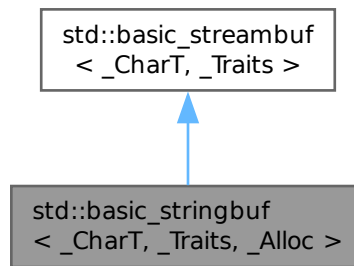 std::basic_streambuf
< _CharT, _Traits >
std::basic_stringbuf
< _CharT, _Traits, _Alloc >